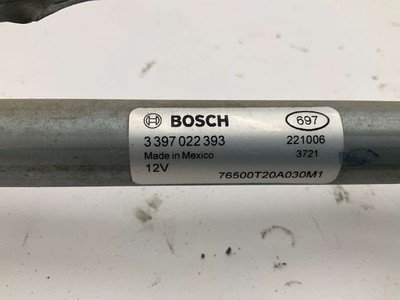 BOSCH 697
3 397 022 393 221006
Made in Mexico 3721
12V
76500T20A030M1